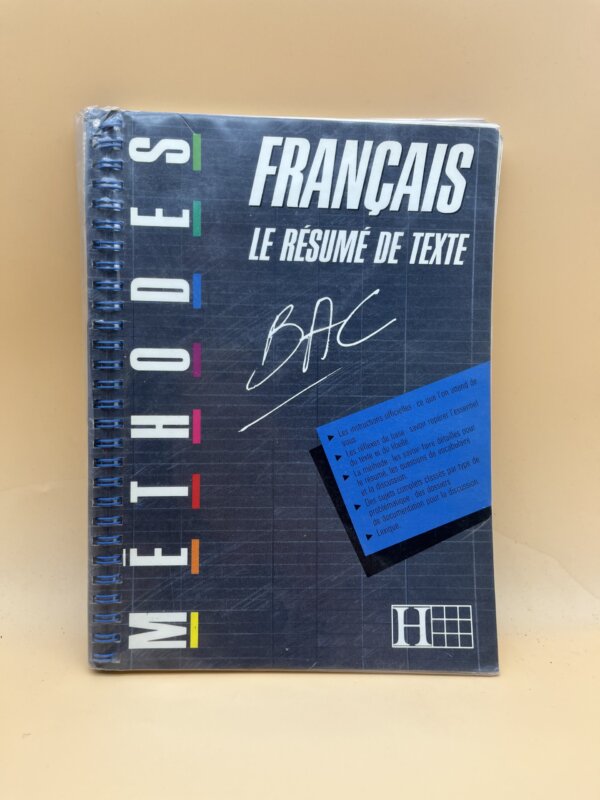 MÉTHODES
FRANÇAIS
LE RÉSUMÉ DE TEXTE
BAC
Les instructions officielles : ce que l'on attend de
vous.
Les réflexes de base : savoir repérer l'essentiel
du texte et du libellé.
La méthode : les savoir faire détaillés pour
le résumé, les questions de vocabulaire
et la discussion.
Des sujets complets classés par type de
problématique : des dossiers
de documentation pour la discussion.
Lexique.
H